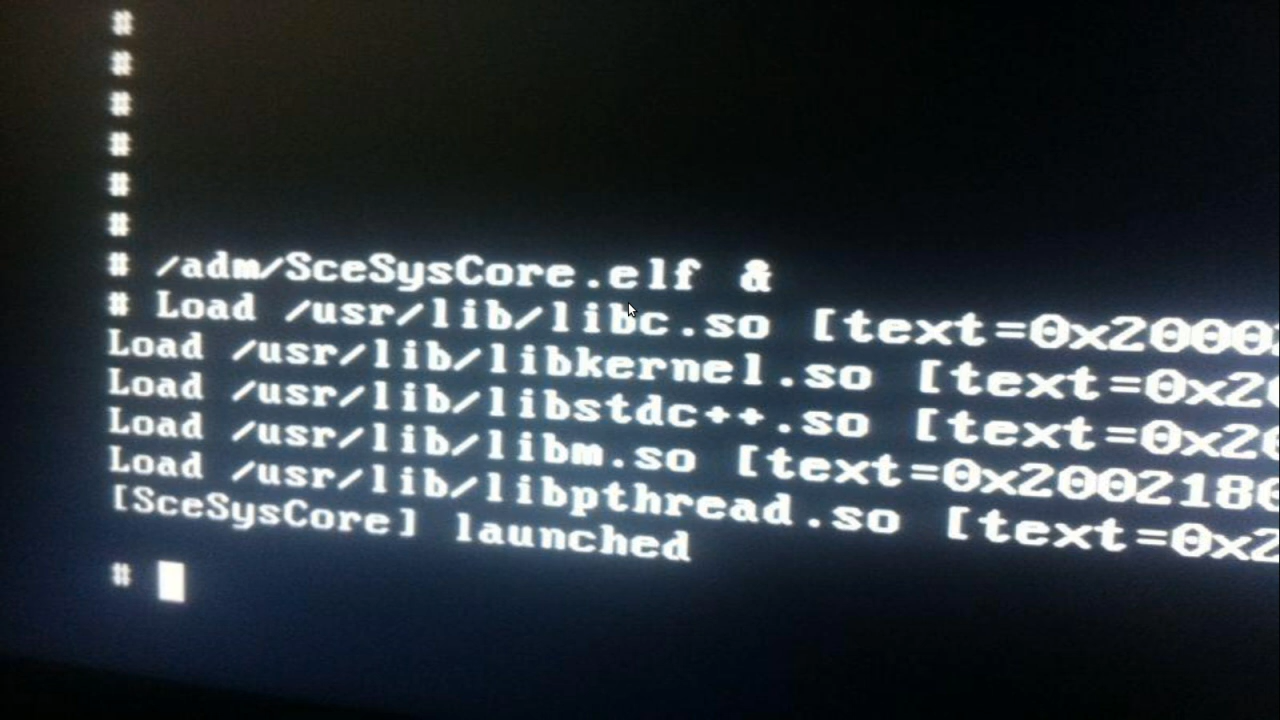 #
#
#
#
#
#
# /adm/SceSysCore.elf &
# Load /usr/lib/libc.so [text=0x2000
Load /usr/lib/libkernel.so [text=0x20
Load /usr/lib/libstdc++.so [text=0x20
Load /usr/lib/libm.so [text=0x2002180
Load /usr/lib/libpthread.so [text=0x2
[SceSysCore] launched
#